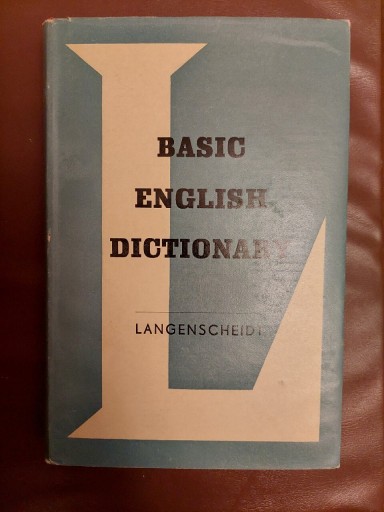 L
BASIC
ENGLISH
DICTIONARY
LANGENSCHEIDT